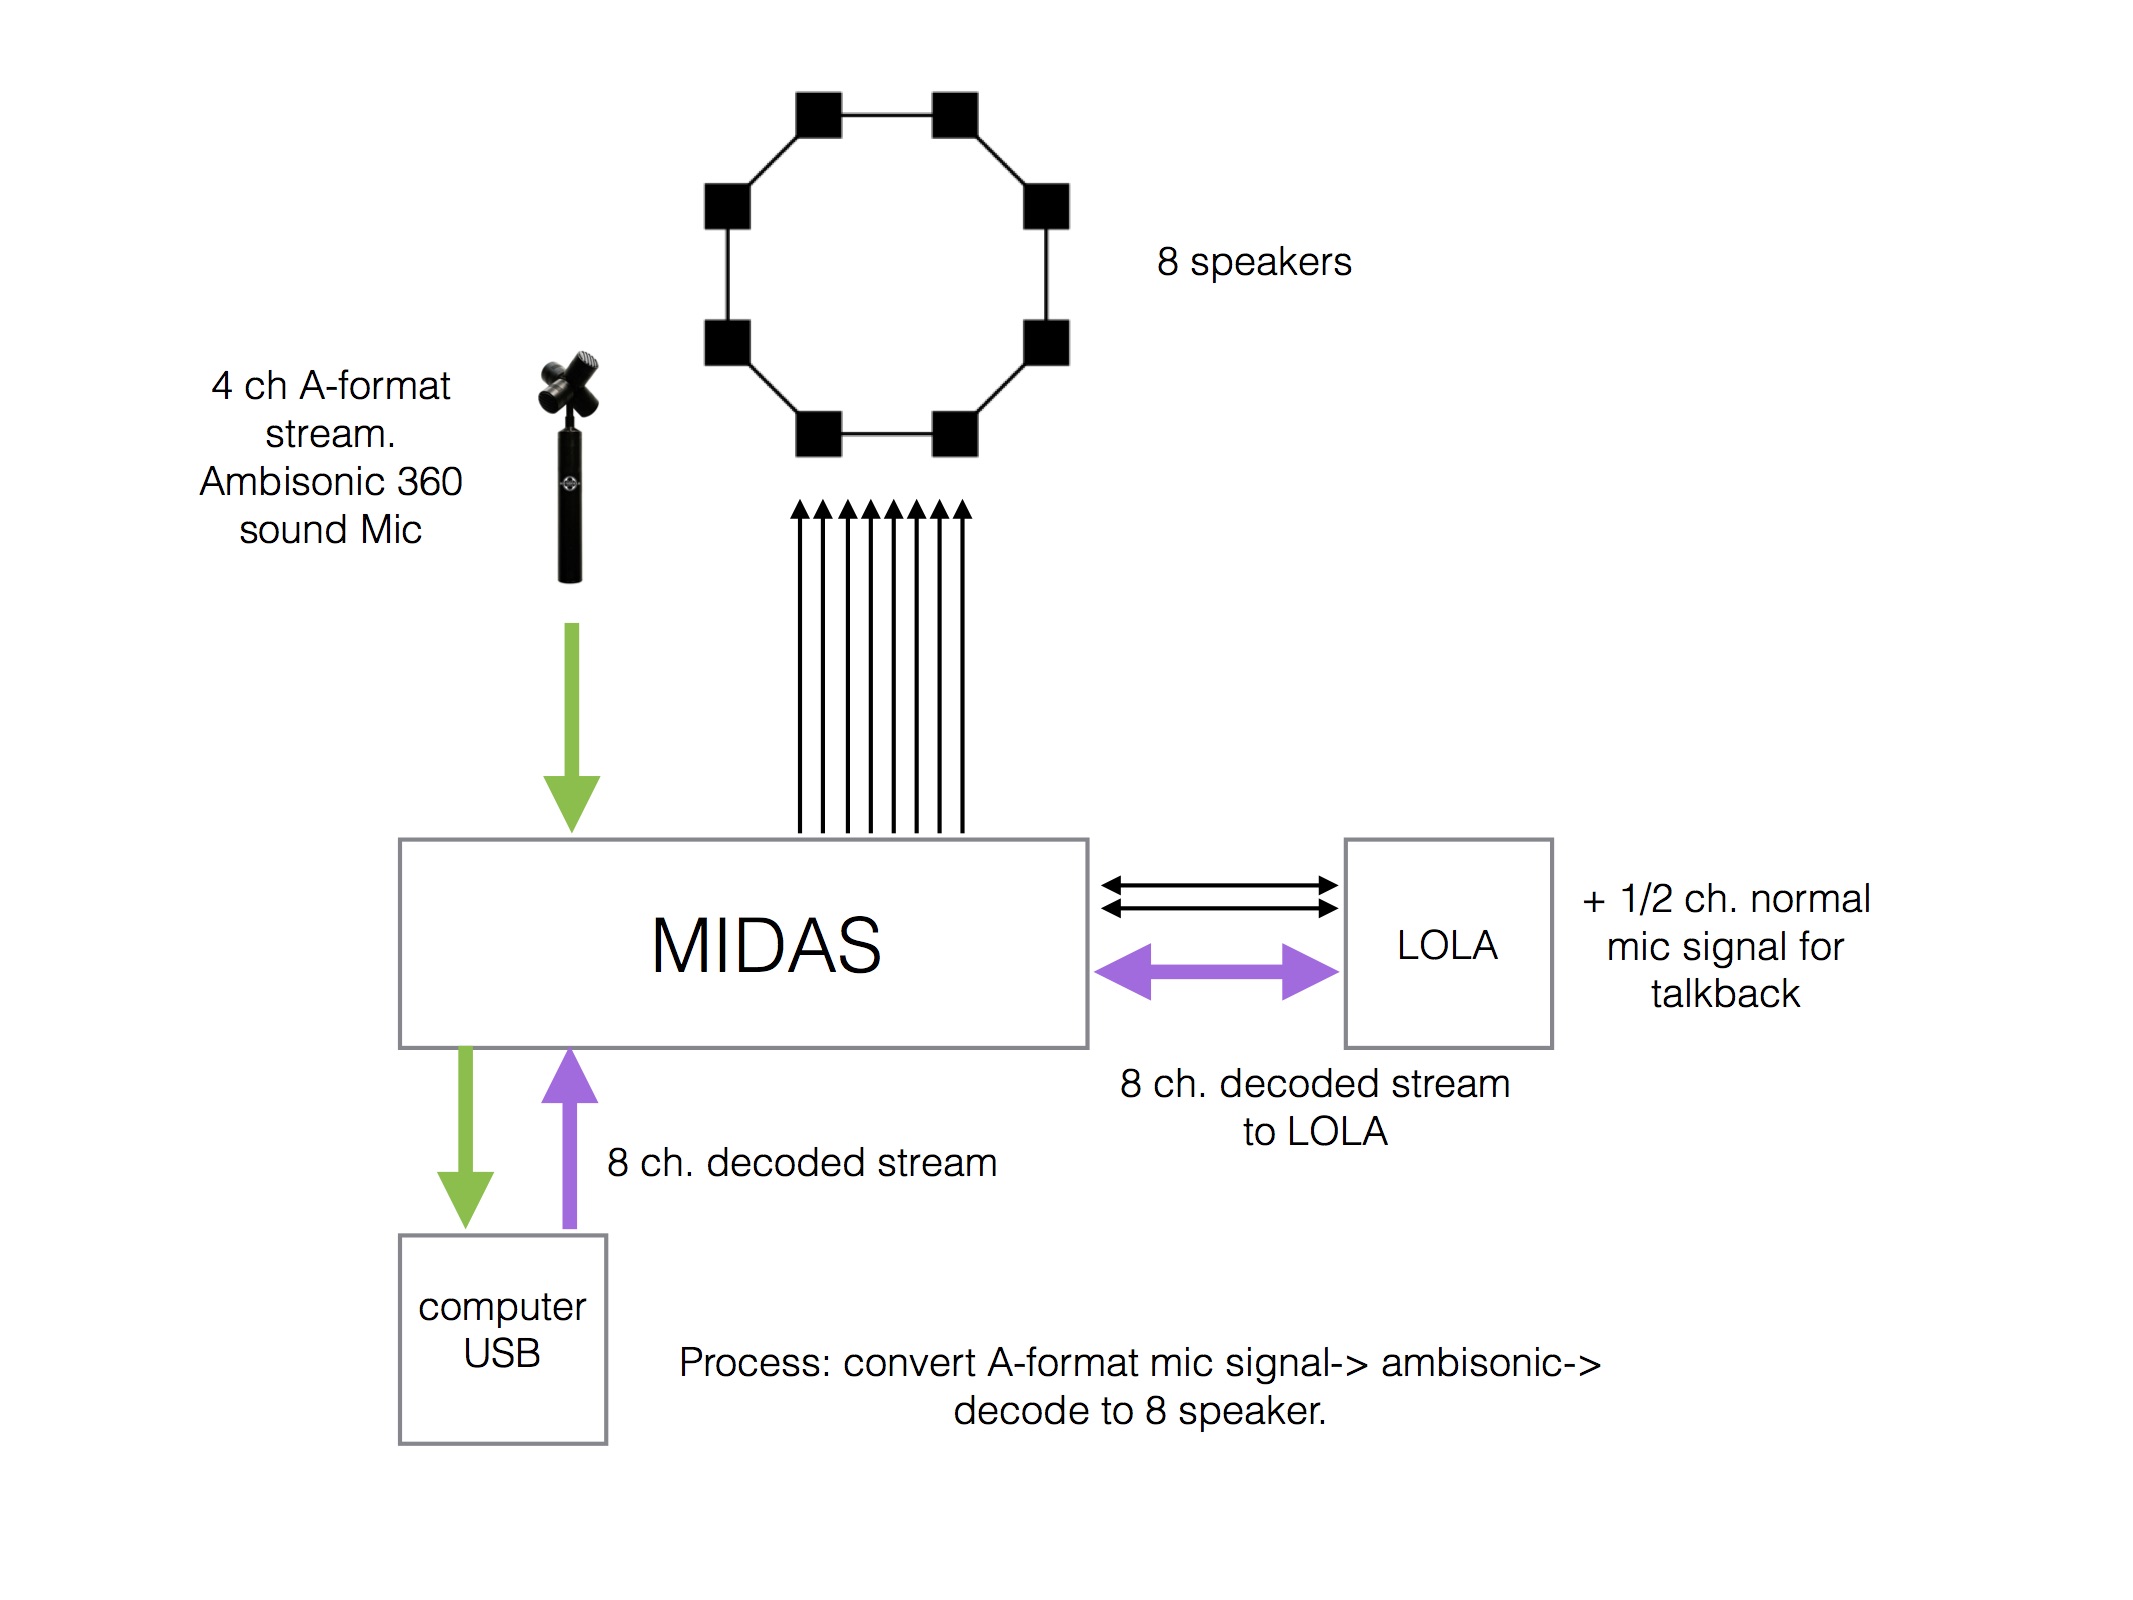 8 speakers
4 ch A-format
stream.
Ambisonic 360
sound Mic
MIDAS
LOLA
+ 1/2 ch. normal
mic signal for
talkback
8 ch. decoded stream
to LOLA
8 ch. decoded stream
computer
USB
Process: convert A-format mic signal-> ambisonic->
decode to 8 speaker.